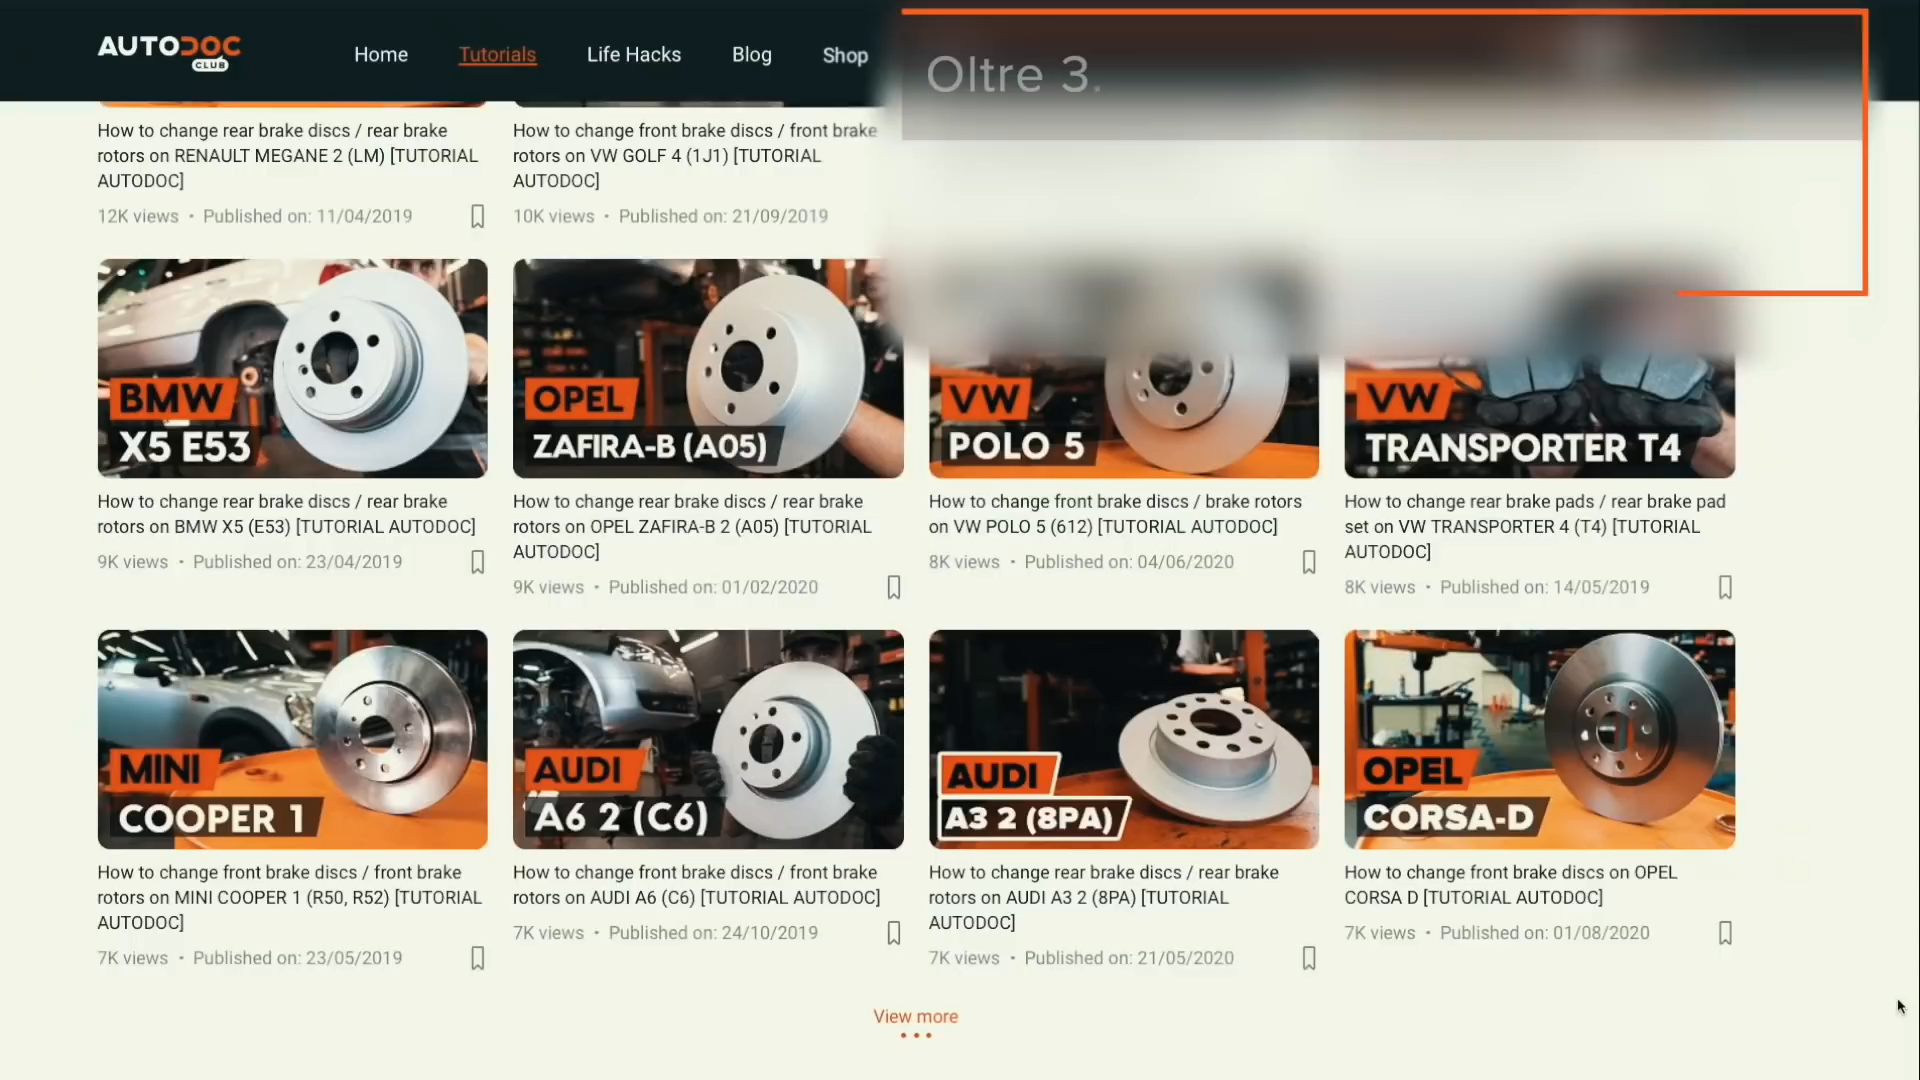 AUTODOC
CLUB
Home
Tutorials
Life Hacks
Blog
Shop
Oltre 3.
How to change rear brake discs / rear brake
rotors on RENAULT MEGANE 2 (LM) [TUTORIAL
AUTODOC]
12K views • Published on: 11/04/2019
How to change front brake discs / front brake
rotors on VW GOLF 4 (1J1) [TUTORIAL
AUTODOC]
10K views • Published on: 21/09/2019
BMW
X5 E53
How to change rear brake discs / rear brake
rotors on BMW X5 (E53) [TUTORIAL AUTODOC]
9K views • Published on: 23/04/2019
OPEL
ZAFIRA-B (A05)
How to change rear brake discs / rear brake
rotors on OPEL ZAFIRA-B 2 (A05) [TUTORIAL
AUTODOC]
9K views • Published on: 01/02/2020
VW
POLO 5
How to change front brake discs / brake rotors
on VW POLO 5 (612) [TUTORIAL AUTODOC]
8K views • Published on: 04/06/2020
VW
TRANSPORTER T4
How to change rear brake pads / rear brake pad
set on VW TRANSPORTER 4 (T4) [TUTORIAL
AUTODOC]
8K views • Published on: 14/05/2019
MINI
COOPER 1
How to change front brake discs / front brake
rotors on MINI COOPER 1 (R50, R52) [TUTORIAL
AUTODOC]
7K views • Published on: 23/05/2019
AUDI
A6 2 (C6)
How to change front brake discs / front brake
rotors on AUDI A6 (C6) [TUTORIAL AUTODOC]
7K views • Published on: 24/10/2019
AUDI
A3 2 (8PA)
How to change rear brake discs / rear brake
rotors on AUDI A3 2 (8PA) [TUTORIAL
AUTODOC]
7K views • Published on: 21/05/2020
OPEL
CORSA-D
How to change front brake discs on OPEL
CORSA D [TUTORIAL AUTODOC]
7K views • Published on: 01/08/2020
View more